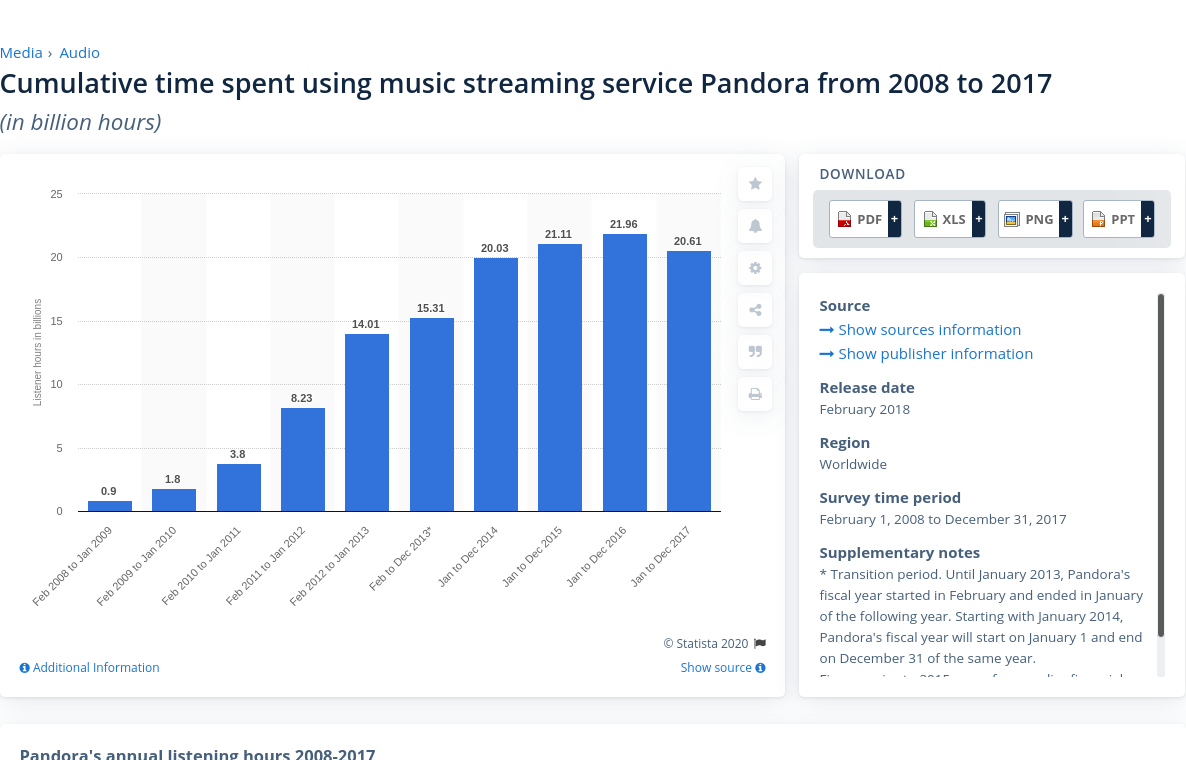 Media › Audio
Cumulative time spent using music streaming service Pandora from 2008 to 2017
(in billion hours)
25
20
15
10
5
0
Listener hours in billions
0.9
1.8
3.8
8.23
14.01
15.31
20.03
21.11
21.96
20.61
Feb 2008 to Jan 2009
Feb 2009 to Jan 2010
Feb 2010 to Jan 2011
Feb 2011 to Jan 2012
Feb 2012 to Jan 2013
Feb to Dec 2013*
Jan to Dec 2014
Jan to Dec 2015
Jan to Dec 2016
Jan to Dec 2017
© Statista 2020
Additional Information
Show source
DOWNLOAD
PDF + XLS + PNG + PPT +
Source
Show sources information
Show publisher information
Release date
February 2018
Region
Worldwide
Survey time period
February 1, 2008 to December 31, 2017
Supplementary notes
* Transition period. Until January 2013, Pandora's
fiscal year started in February and ended in January
of the following year. Starting with January 2014,
Pandora's fiscal year will start on January 1 and end
on December 31 of the same year.
Pandora's annual listening hours 2008-2017